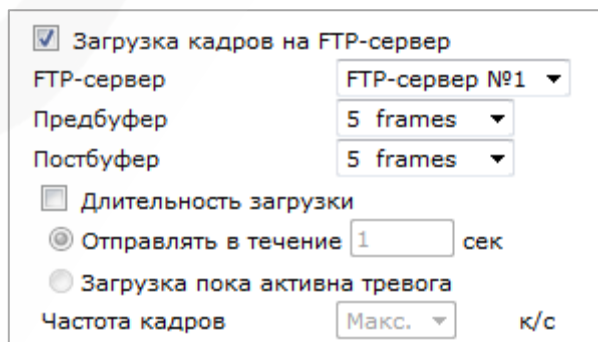 Загрузка кадров на FTP-сервер
FTP-сервер FTP-сервер №1
Предбуфер 5 frames
Постбуфер 5 frames
Длительность загрузки
Отправлять в течение 1 сек
Загрузка пока активна тревога
Частота кадров Макс. к/с